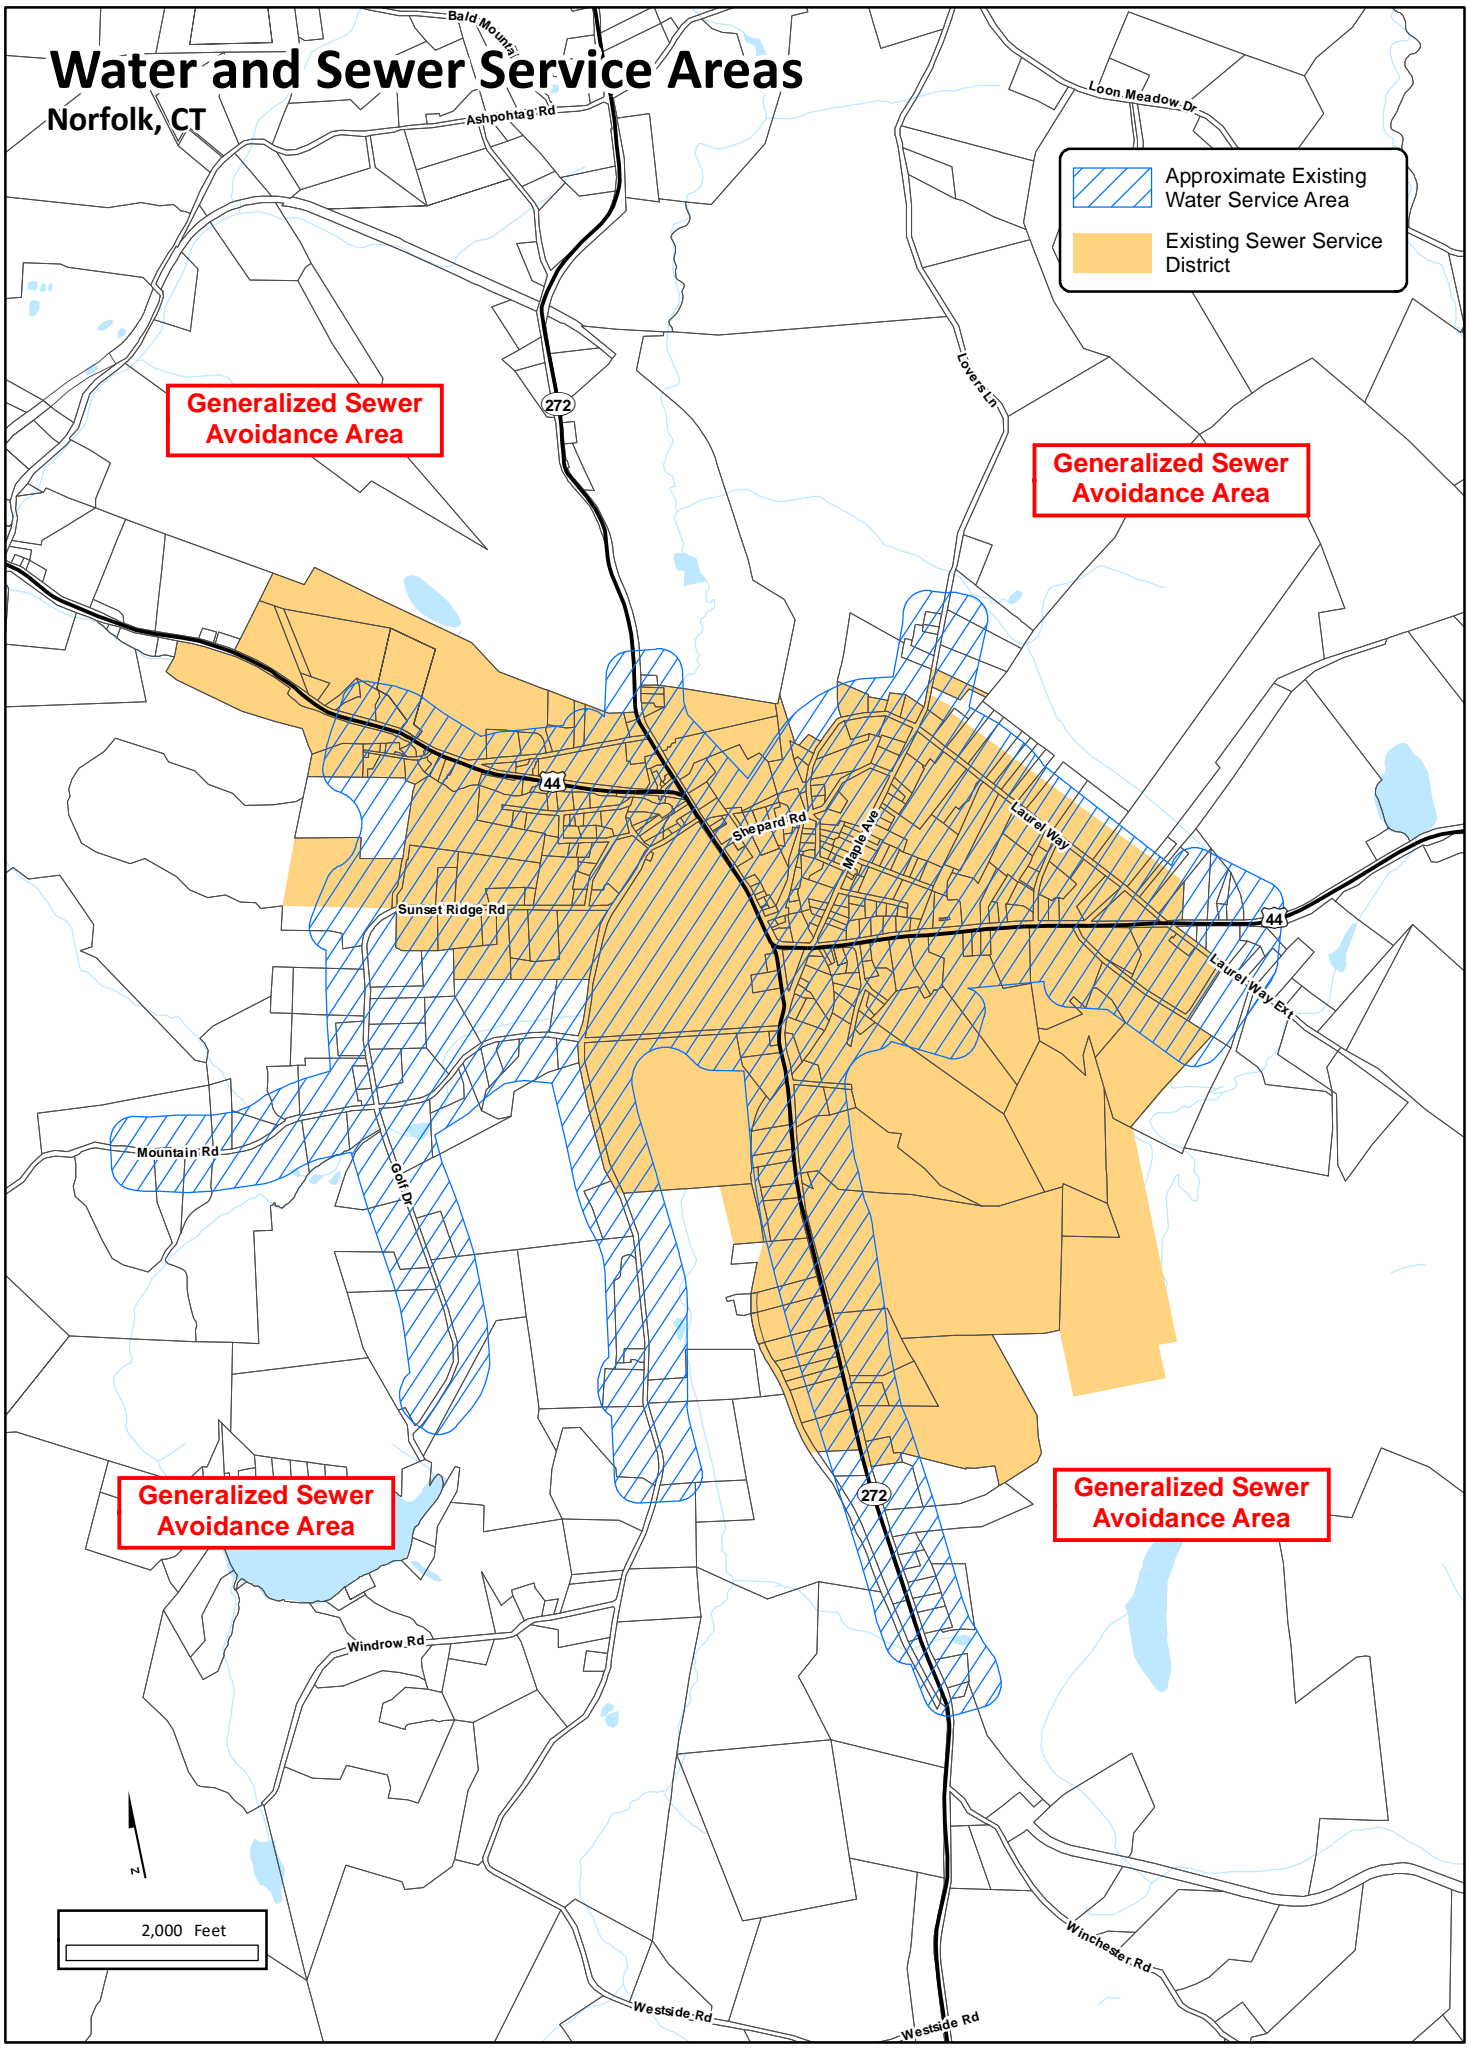 Bald Mounta
Water and Sewer Service Areas
Norfolk, CT
Ashpohtag Rd
Loon Meadow Dr
Approximate Existing
Water Service Area
Existing Sewer Service
District
Lovers Ln
272
Generalized Sewer
Avoidance Area
Generalized Sewer
Avoidance Area
44
Shepard Rd
Maple Ave
Laurel Way
Sunset Ridge Rd
44
Laurel Way Ext
Mountain Rd
Golf Dr
Generalized Sewer
Avoidance Area
272
Generalized Sewer
Avoidance Area
Windrow Rd
N
2,000 Feet
Winchester Rd
Westside Rd
Westside Rd